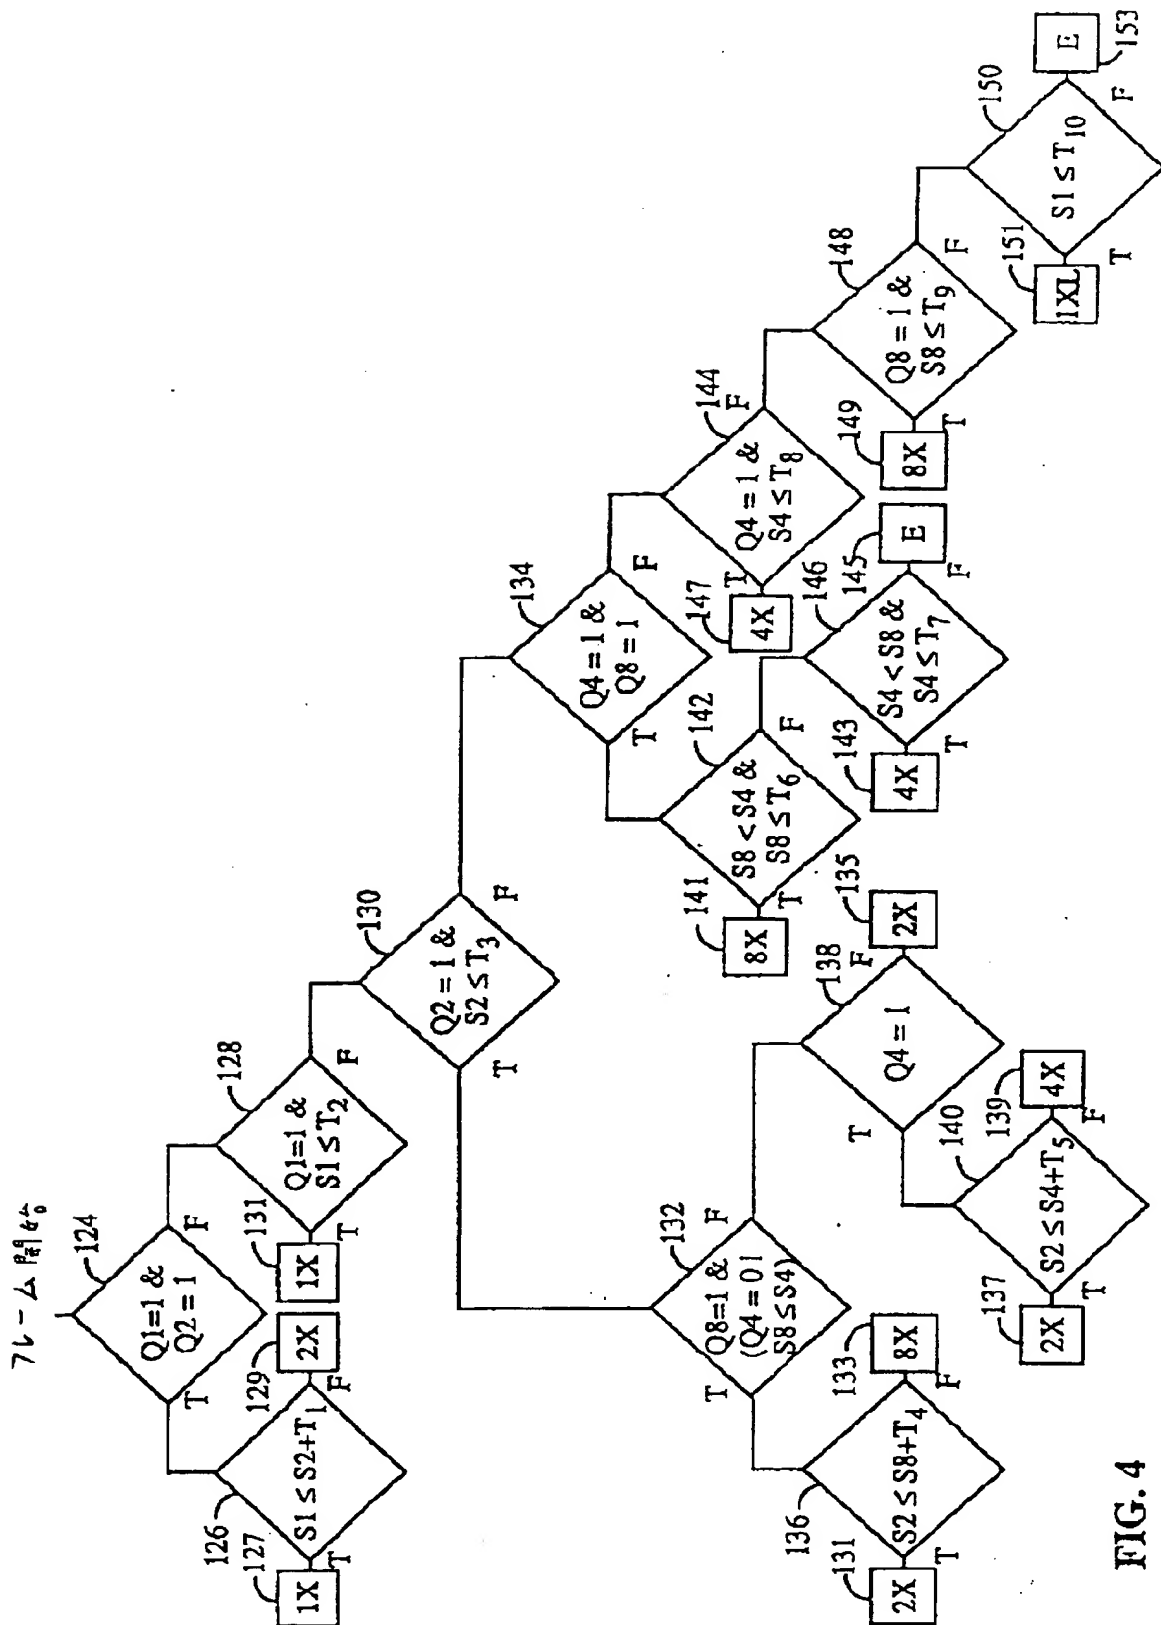 フレーム開始
124
Q1=1 &
Q2=1
T
F
126
S1≤S2+T1
127
1X
T
129
2X
F
128
Q1=1 &
S1≤T2
131
1X
T
F
130
Q2=1 &
S2≤T3
T
F
132
Q8=1 &
(Q4=01
S8≤S4)
T
F
136
S2≤S8+T4
131
2X
T
133
8X
F
138
Q4=1
T
F
135
2X
140
S2≤S4+T5
137
2X
T
139
4X
F
134
Q4=1 &
Q8=1
T
F
142
S8<S4 &
S8≤T6
141
8X
T
F
146
S4<S8 &
S4≤T7
143
4X
T
145
E
F
144
Q4=1 &
S4≤T8
147
4X
T
F
148
Q8=1 &
S8≤T9
149
8X
T
F
150
S1≤T10
151
1XL
T
153
E
F
FIG. 4